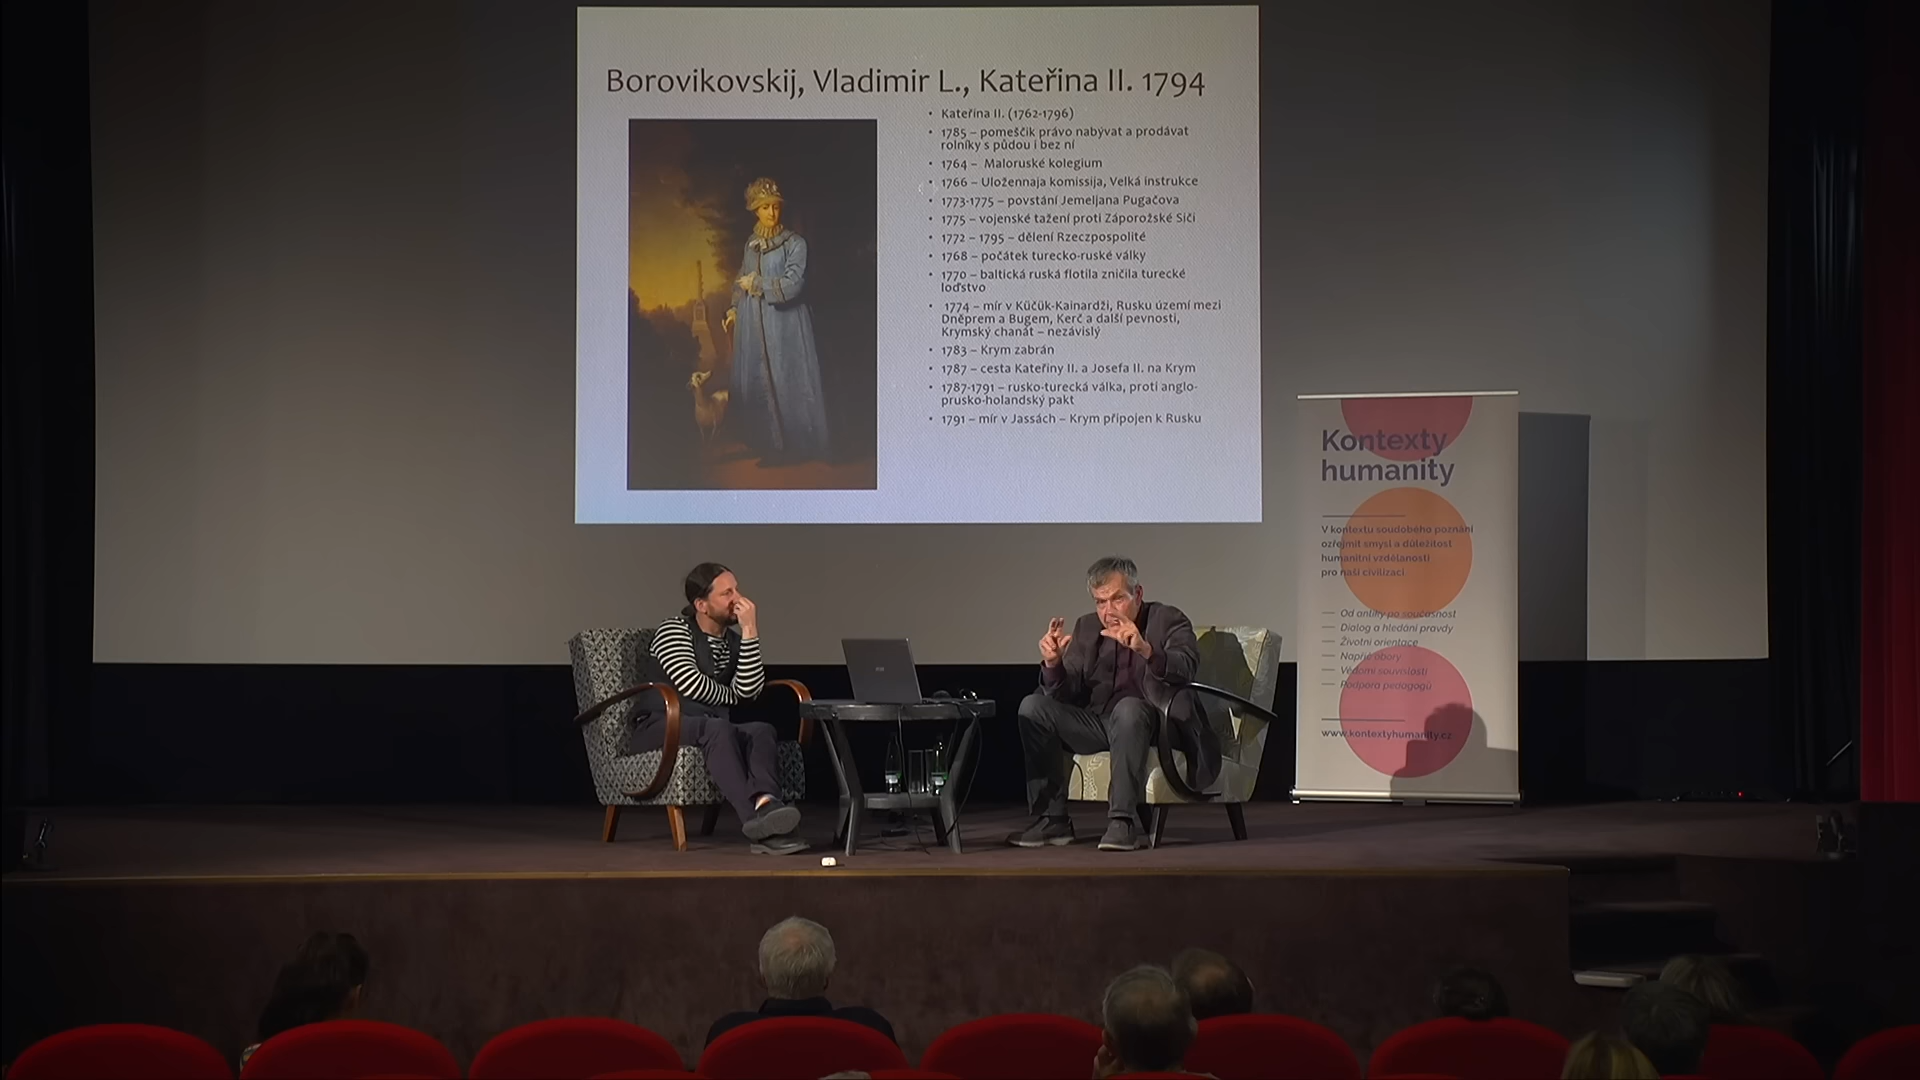 Borovikovskij, Vladimir L., Kateřina II. 1794
• Kateřina II. (1762-1796)
• 1785 – pomeščik právo nabývat a prodávat
rolníky s půdou i bez ní
• 1764 – Maloruské kolegium
• 1766 – Uložennaja komissija, Velká instrukce
• 1773-1775 – povstání Jemeljana Pugačova
• 1775 – vojenské tažení proti Záporožské Siči
• 1772 – 1795 – dělení Rzeczpospolité
• 1768 – počátek turecko-ruské války
• 1770 – baltická ruská flotila zničila turecké
loďstvo
• 1774 – mír v Küčük-Kainardži, Rusku území mezi
Dněprem a Bugem, Kerč a další pevnosti,
Krymský chanát – nezávislý
• 1783 – Krym zabrán
• 1787 – cesta Kateřiny II. a Josefa II. na Krym
• 1787-1791 – rusko-turecká válka, proti anglo-
prusko-holandský pakt
• 1791 – mír v Jassách – Krym připojen k Rusku
Kontexty
humanity
V kontextu soudobého poznání
ozřejmit smysl a důležitost
humanitní vzdělanosti
pro naši civilizaci
— Od antiky po současnost
— Dialog a hledání pravdy
— Životní orientace
— Napříč obory
— Vědomí souvislostí
— Podpora pedagogů
www.kontextyhumanity.cz